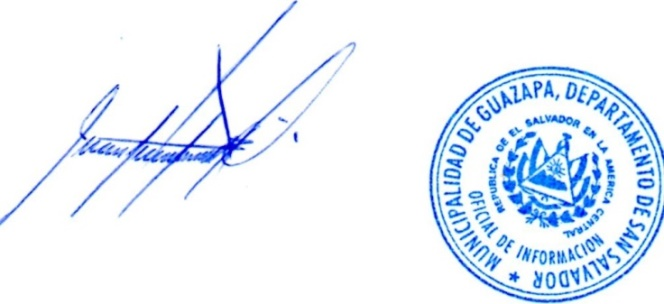 MUNICIPALIDAD DE GUAZAPA, DEPARTAMENTO DE SAN SALVADOR *
REPUBLICA DE EL SALVADOR EN LA AMERICA CENTRAL
OFICIAL DE INFORMACION